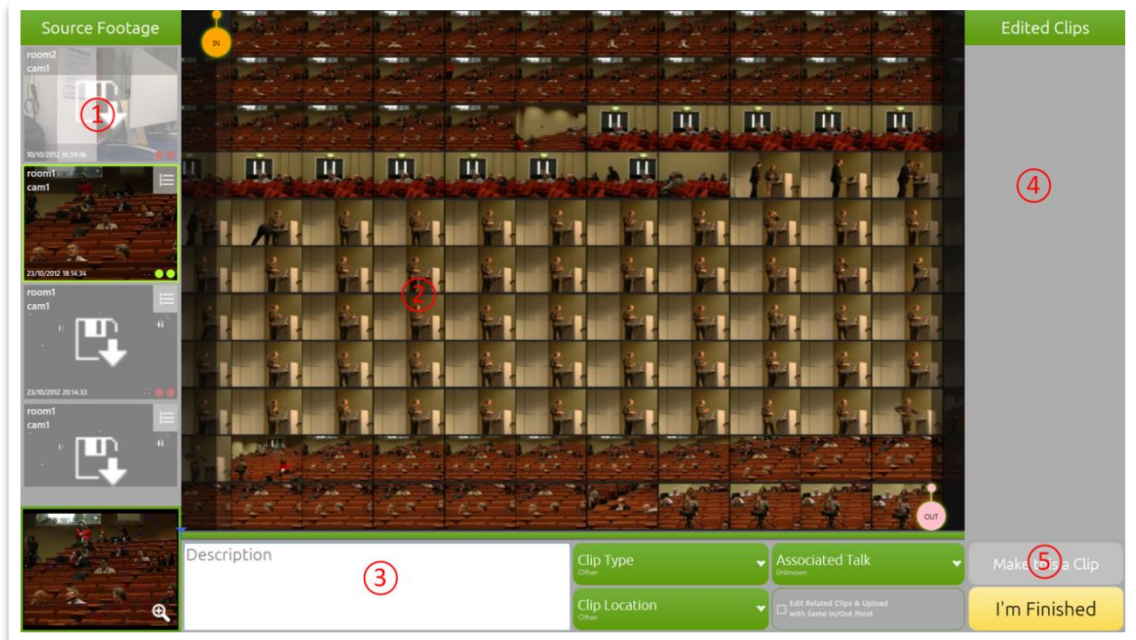 Source Footage
Edited Clips
IN
room2
cam1
①
10/10/2012 16:59:06
room1
cam1
④
23/10/2012 18:14:34
②
room1
cam1
23/10/2012 20:14:33
room1
cam1
OUT
Description
③
Clip Type
Other
Associated Talk
Unknown
Make this a Clip
⑤
Clip Location
Other
Edit Related Clips & Upload
with Same In/Out Point
I'm Finished